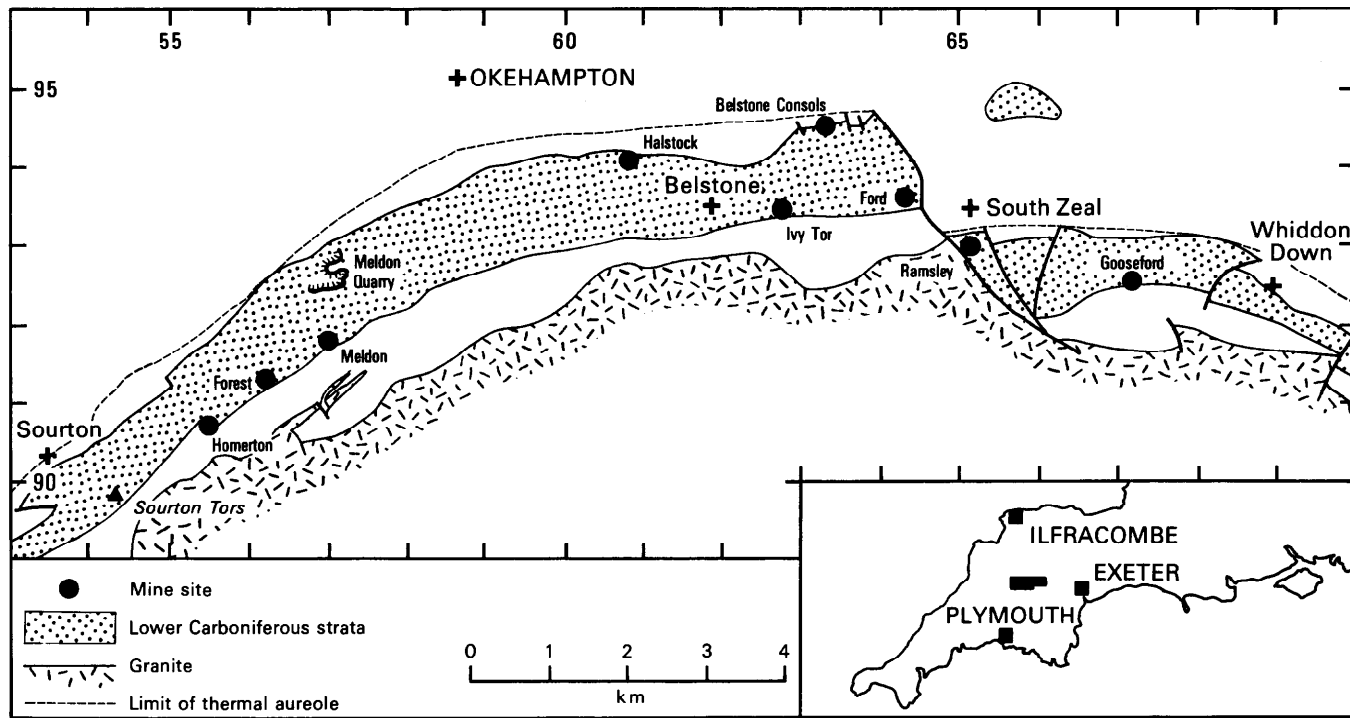 55
60
65
95
OKEHAMPTON
Belstone Consols
Halstock
Belstone
Ford
South Zeal
Ivy Tor
Whiddon
Down
Meldon
Quarry
Ramsley
Gooseford
Meldon
Forest
Sourton
Homerton
90
Sourton Tors
ILFRACOMBE
EXETER
PLYMOUTH
Mine site
Lower Carboniferous strata
Granite
Limit of thermal aureole
0 1 2 3 4
km